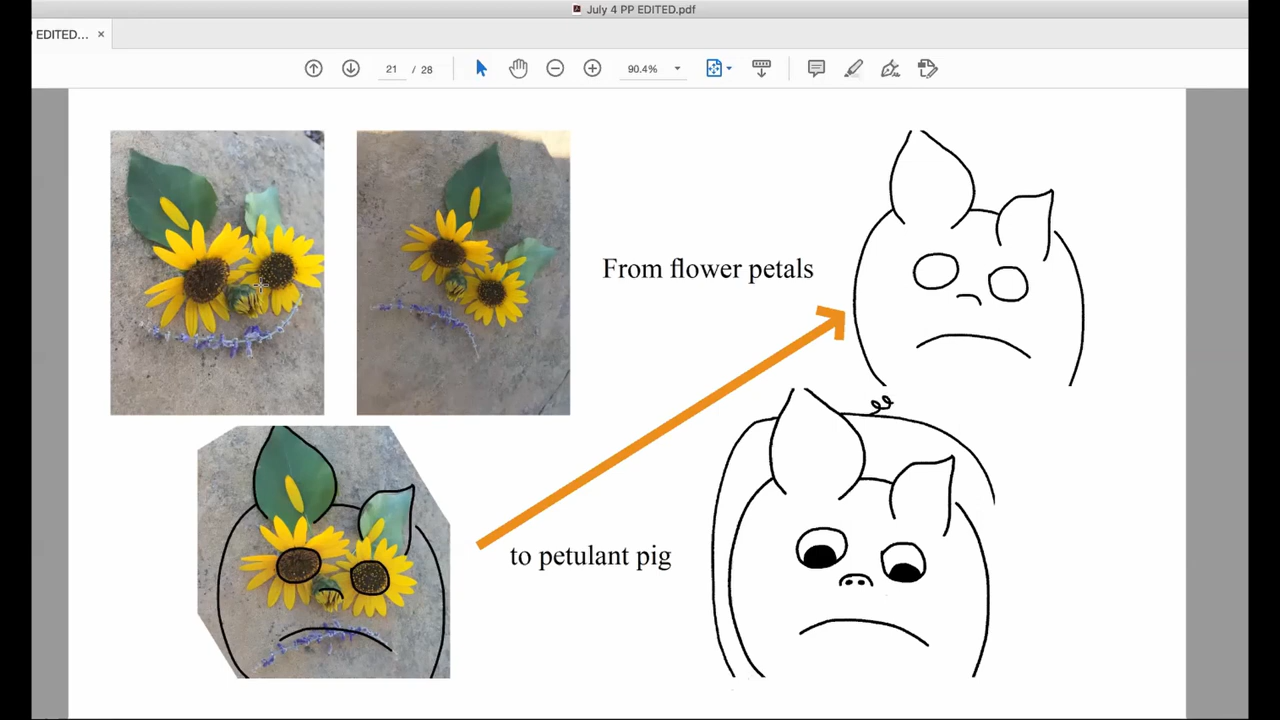 July 4 PP EDITED.pdf
EDITED... ×
21 / 28
90.4%
From flower petals
to petulant pig